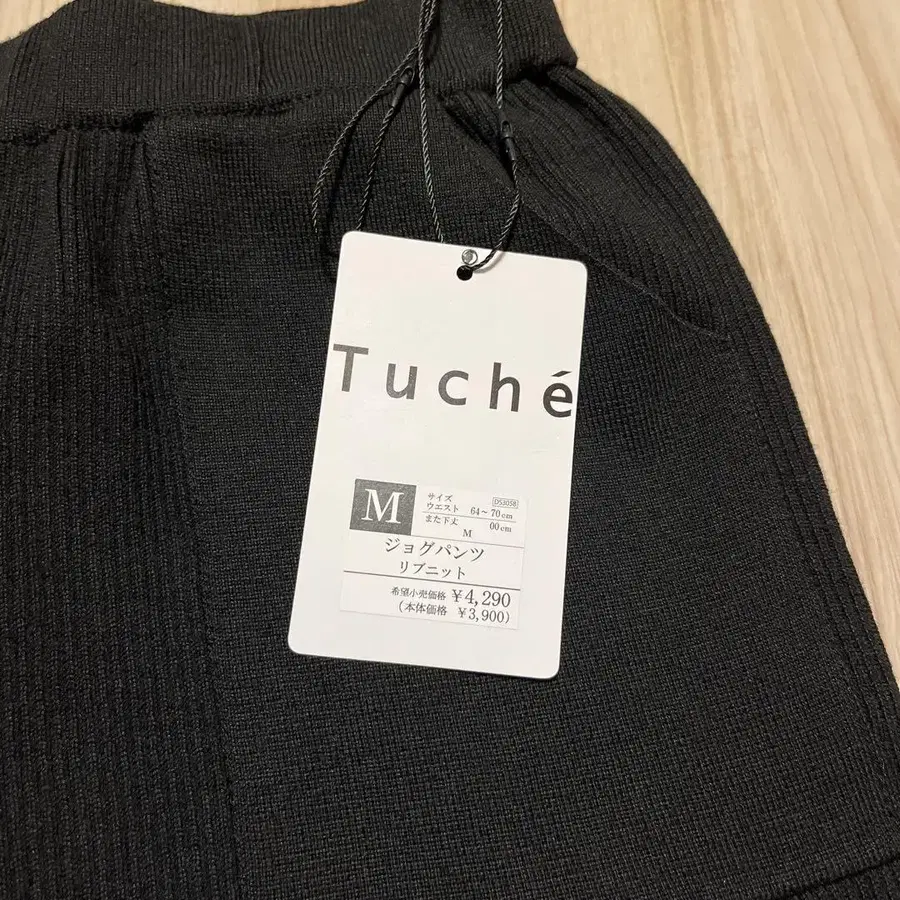 Tuché
M
サイズ DS3058
ウエスト 64～70cm
また下丈 00cm
M
ジョグパンツ
リブニット
希望小売価格 ￥4,290
(本体価格 ￥3,900)